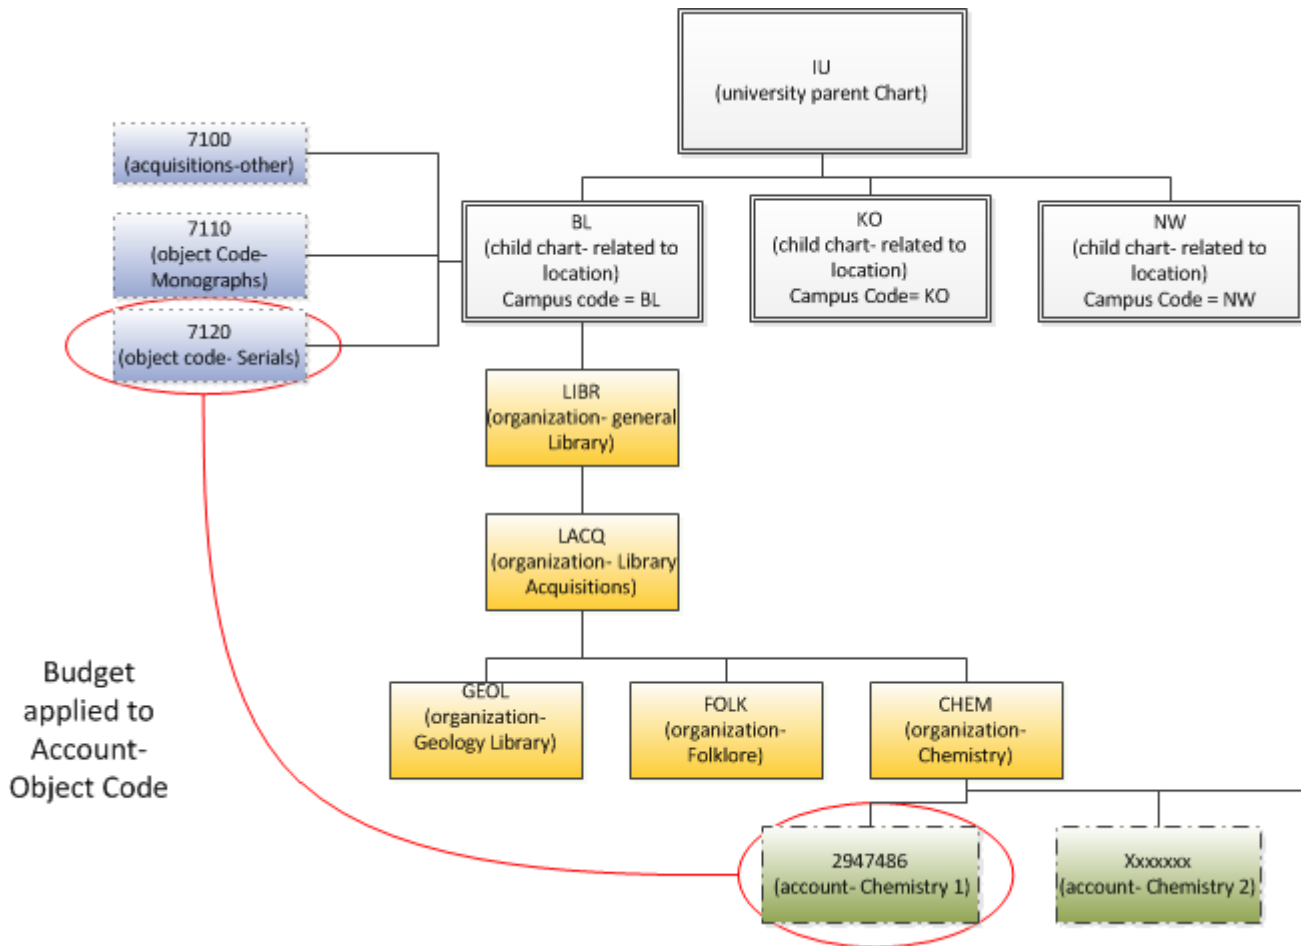 IU
(university parent Chart)
7100
(acquisitions-other)
7110
(object Code-
Monographs)
7120
(object code- Serials)
BL
(child chart- related to
location)
Campus code = BL
KO
(child chart- related to
location)
Campus Code= KO
NW
(child chart- related to
location)
Campus Code = NW
LIBR
(organization- general
Library)
LACQ
(organization- Library
Acquisitions)
GEOL
(organization-
Geology Library)
FOLK
(organization-
Folklore)
CHEM
(organization-
Chemistry)
Budget
applied to
Account-
Object Code
2947486
(account- Chemistry 1)
Xxxxxxx
(account- Chemistry 2)